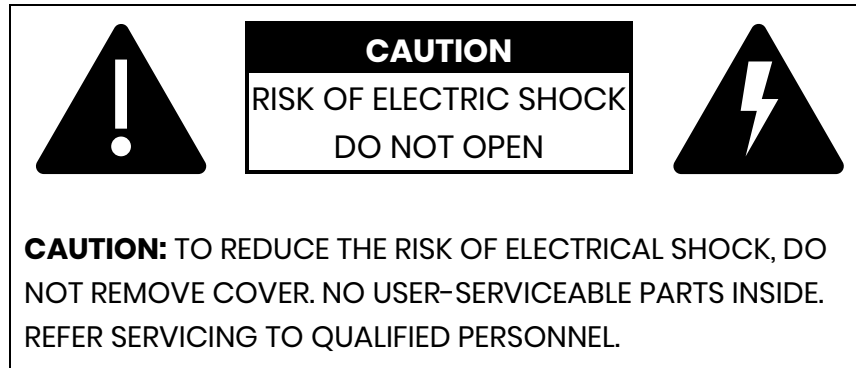 CAUTION
RISK OF ELECTRIC SHOCK
DO NOT OPEN
CAUTION: TO REDUCE THE RISK OF ELECTRICAL SHOCK, DO
NOT REMOVE COVER. NO USER-SERVICEABLE PARTS INSIDE.
REFER SERVICING TO QUALIFIED PERSONNEL.